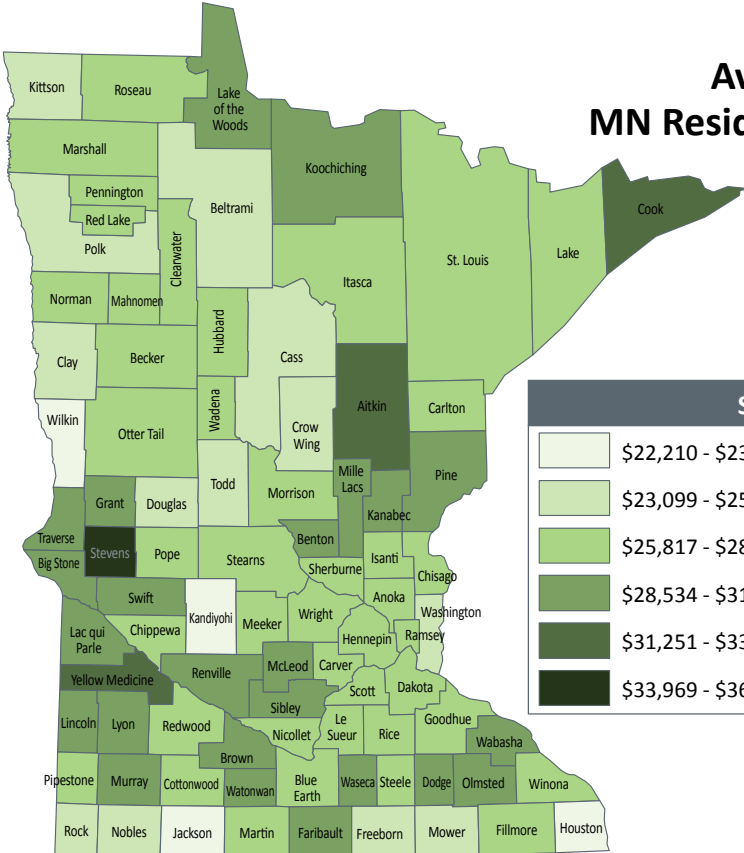 Av
MN Resid
Kittson
Roseau
Lake
of the
Woods
Marshall
Koochiching
Pennington
Beltrami
Cook
Red Lake
Polk
Clearwater
St. Louis
Lake
Itasca
Norman
Mahnomen
Hubbard
Clay
Becker
Cass
Wilkin
Otter Tail
Wadena
Crow
Wing
Aitkin
Carlton
S
$22,210 - $23
$23,099 - $25
$25,817 - $28
$28,534 - $31
$31,251 - $33
$33,969 - $36
Todd
Mille
Lacs
Pine
Grant
Douglas
Morrison
Kanabec
Traverse
Stevens
Pope
Stearns
Benton
Isanti
Big Stone
Sherburne
Chisago
Swift
Kandiyohi
Meeker
Wright
Anoka
Washington
Lac qui
Parle
Chippewa
Hennepin
Ramsey
Yellow Medicine
Renville
McLeod
Carver
Scott
Dakota
Sibley
Lincoln
Lyon
Redwood
Nicollet
Le
Sueur
Rice
Goodhue
Wabasha
Brown
Pipestone
Murray
Cottonwood
Watonwan
Blue
Earth
Waseca
Steele
Dodge
Olmsted
Winona
Rock
Nobles
Jackson
Martin
Faribault
Freeborn
Mower
Fillmore
Houston